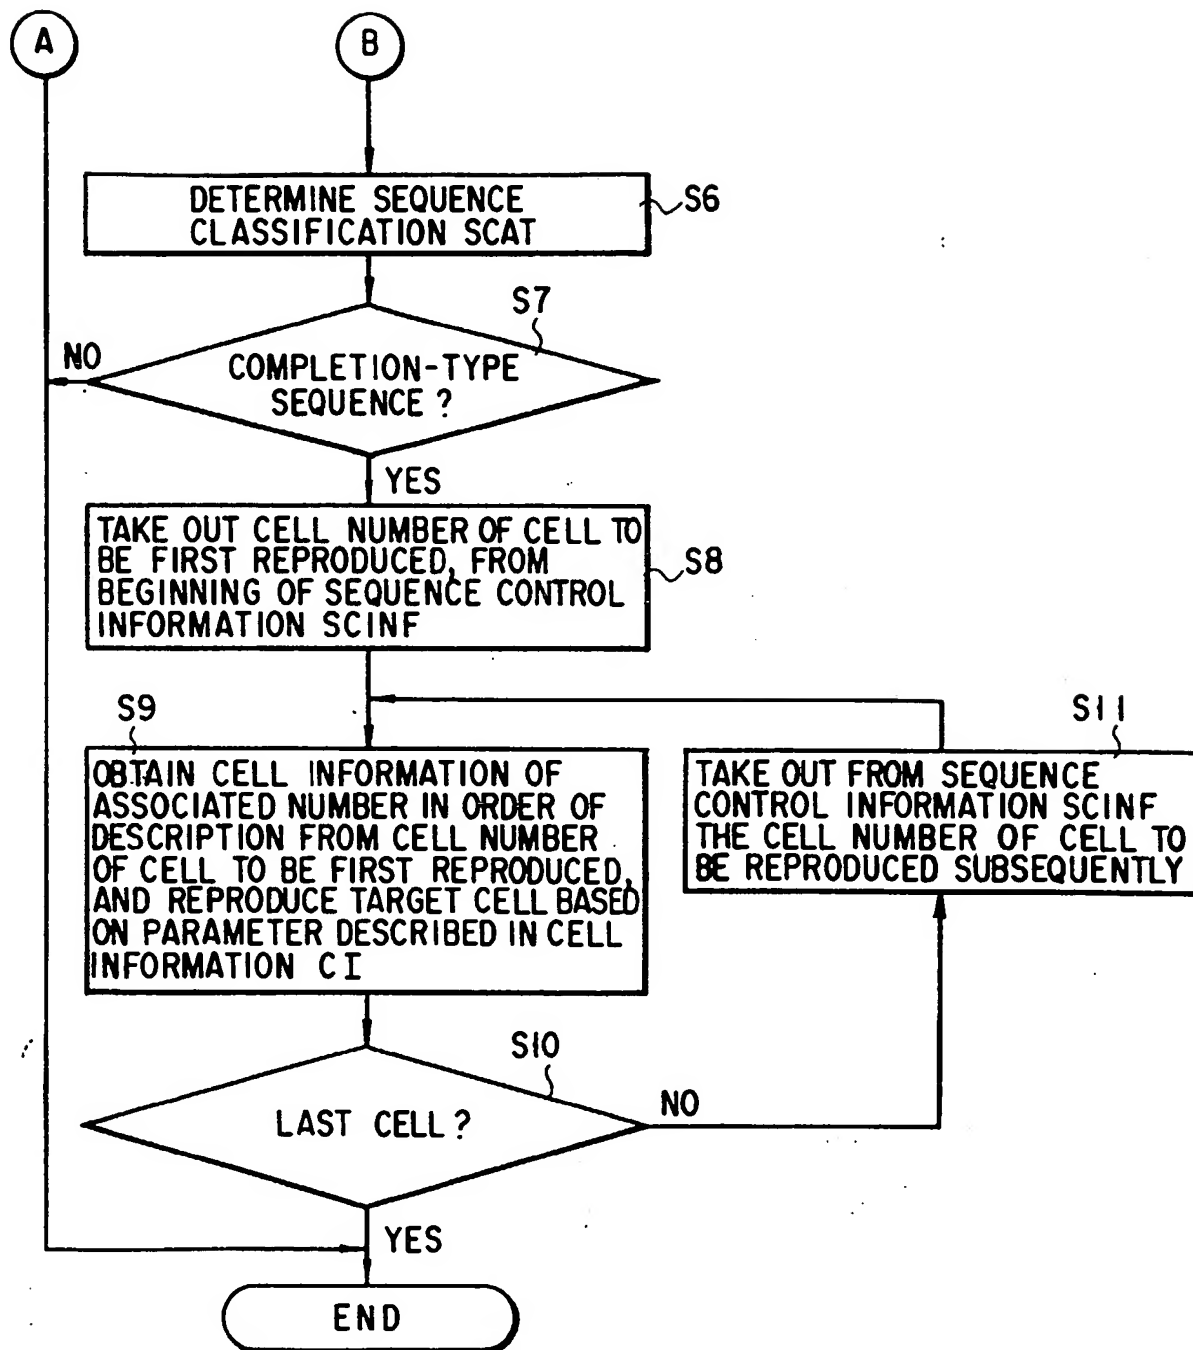 A
B
DETERMINE SEQUENCE
CLASSIFICATION SCAT
S6
S7
NO
COMPLETION-TYPE
SEQUENCE?
YES
TAKE OUT CELL NUMBER OF CELL TO
BE FIRST REPRODUCED, FROM
BEGINNING OF SEQUENCE CONTROL
INFORMATION SCINF
S8
S9
OBTAIN CELL INFORMATION OF
ASSOCIATED NUMBER IN ORDER OF
DESCRIPTION FROM CELL NUMBER
OF CELL TO BE FIRST REPRODUCED,
AND REPRODUCE TARGET CELL BASED
ON PARAMETER DESCRIBED IN CELL
INFORMATION CI
S11
TAKE OUT FROM SEQUENCE
CONTROL INFORMATION SCINF
THE CELL NUMBER OF CELL TO
BE REPRODUCED SUBSEQUENTLY
S10
LAST CELL?
NO
YES
END